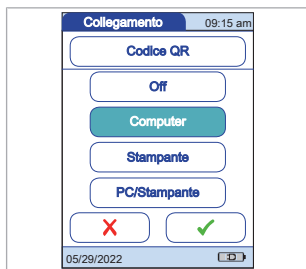 Collegamento 09:15 am
Codice QR
Off
Computer
Stampante
PC/Stampante
05/29/2022